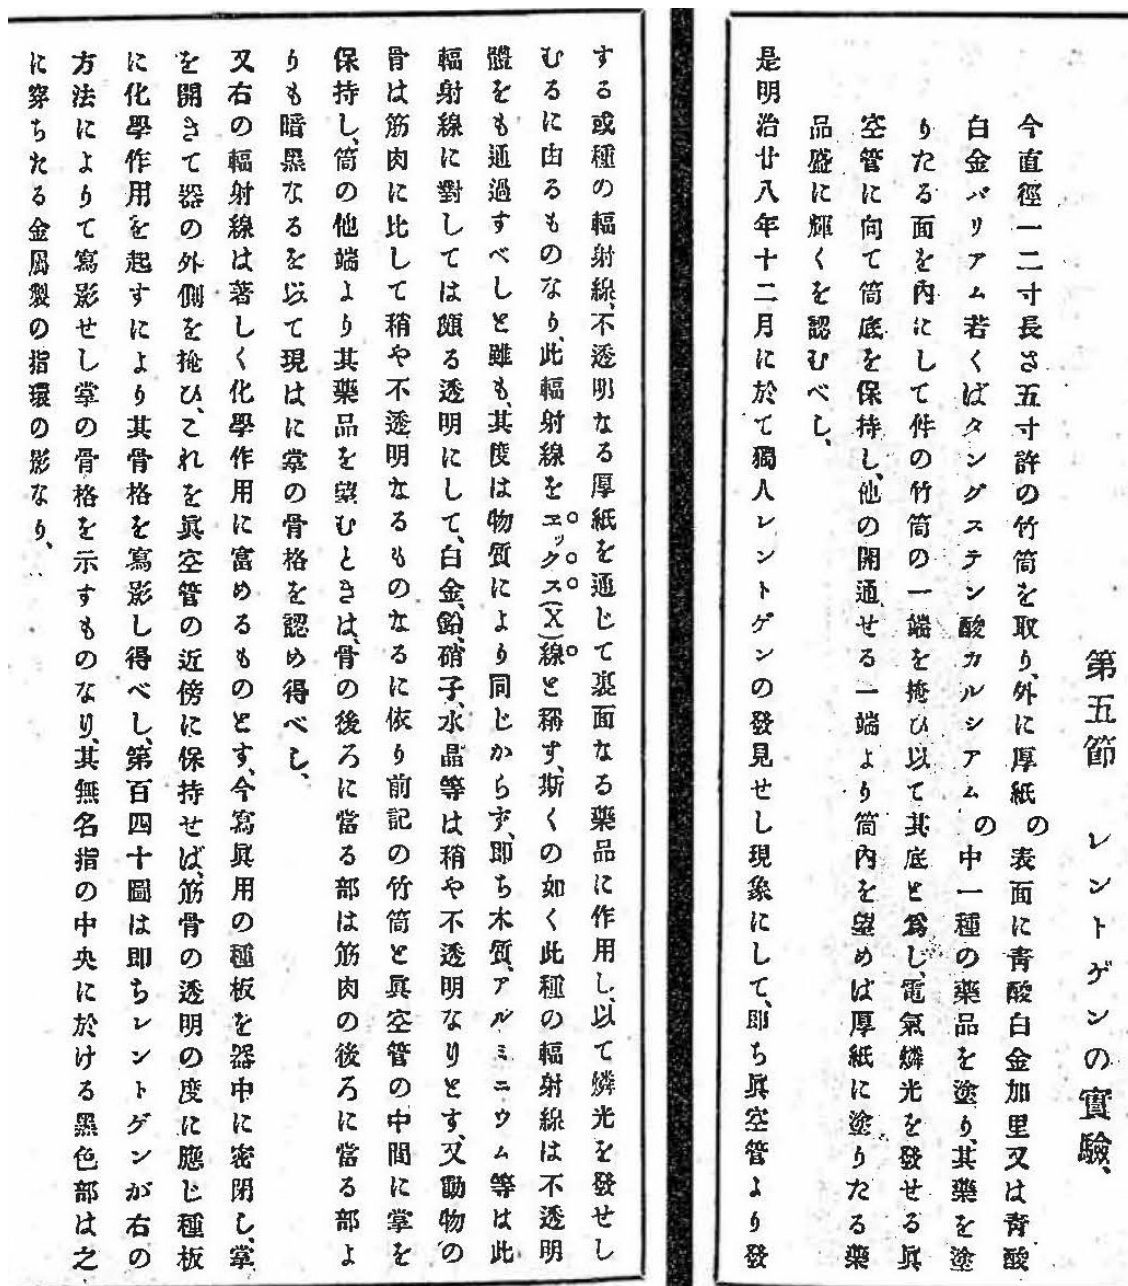 第五節　レントゲンの實驗、
今直徑一二寸長さ五寸許の竹筒を取り、外に厚紙の表面に靑酸白金加里又は靑酸
白金バリアム若くばタングステン酸カルシアムの中一種の藥品を塗り、其藥を塗
りたる面を內にして件の竹筒の一端を掩ひ以て其底と爲し、電氣燐光を發せる眞
空管に向て筒底を保持し、他の開通せる一端より筒內を望めば厚紙に塗りたる藥
品盛に輝くを認むべし、
是明治廿八年十二月に於て獨人レントゲンの發見せし現象にして、卽ち眞空管より發
する或種の輻射線、不透明なる厚紙を通じて裏面なる藥品に作用し、以て燐光を發せし
むるに由るものなり、此輻射線をエックス(X)線と稱す、斯くの如く此種の輻射線は不透明
體をも通過すべしと雖も、其度は物質により同じからず、卽ち木質、アルミニウム等は此
輻射線に對しては頗る透明にして、白金、鉛、硝子、水晶等は稍や不透明なりとす、又動物の
骨は筋肉に比して稍や不透明なるものなるに依り前記の竹筒と眞空管の中間に掌を
保持し、筒の他端より其藥品を望むときは、骨の後ろに當る部は筋肉の後ろに當る部よ
りも暗黑なるを以て現はに掌の骨格を認め得べし、
又右の輻射線は著しく化學作用に富めるものとす、今寫眞用の種板を器中に密閉し、掌
を開きて器の外側を掩ひ、これを眞空管の近傍に保持せば、筋骨の透明の度に應じ種板
に化學作用を起すにより其骨格を寫影し得べし、第百四十圖は卽ちレントゲンが右の
方法によりて寫影せし掌の骨格を示すものなり、其無名指の中央に於ける黑色部は之
に穿ちたる金屬製の指環の影なり、